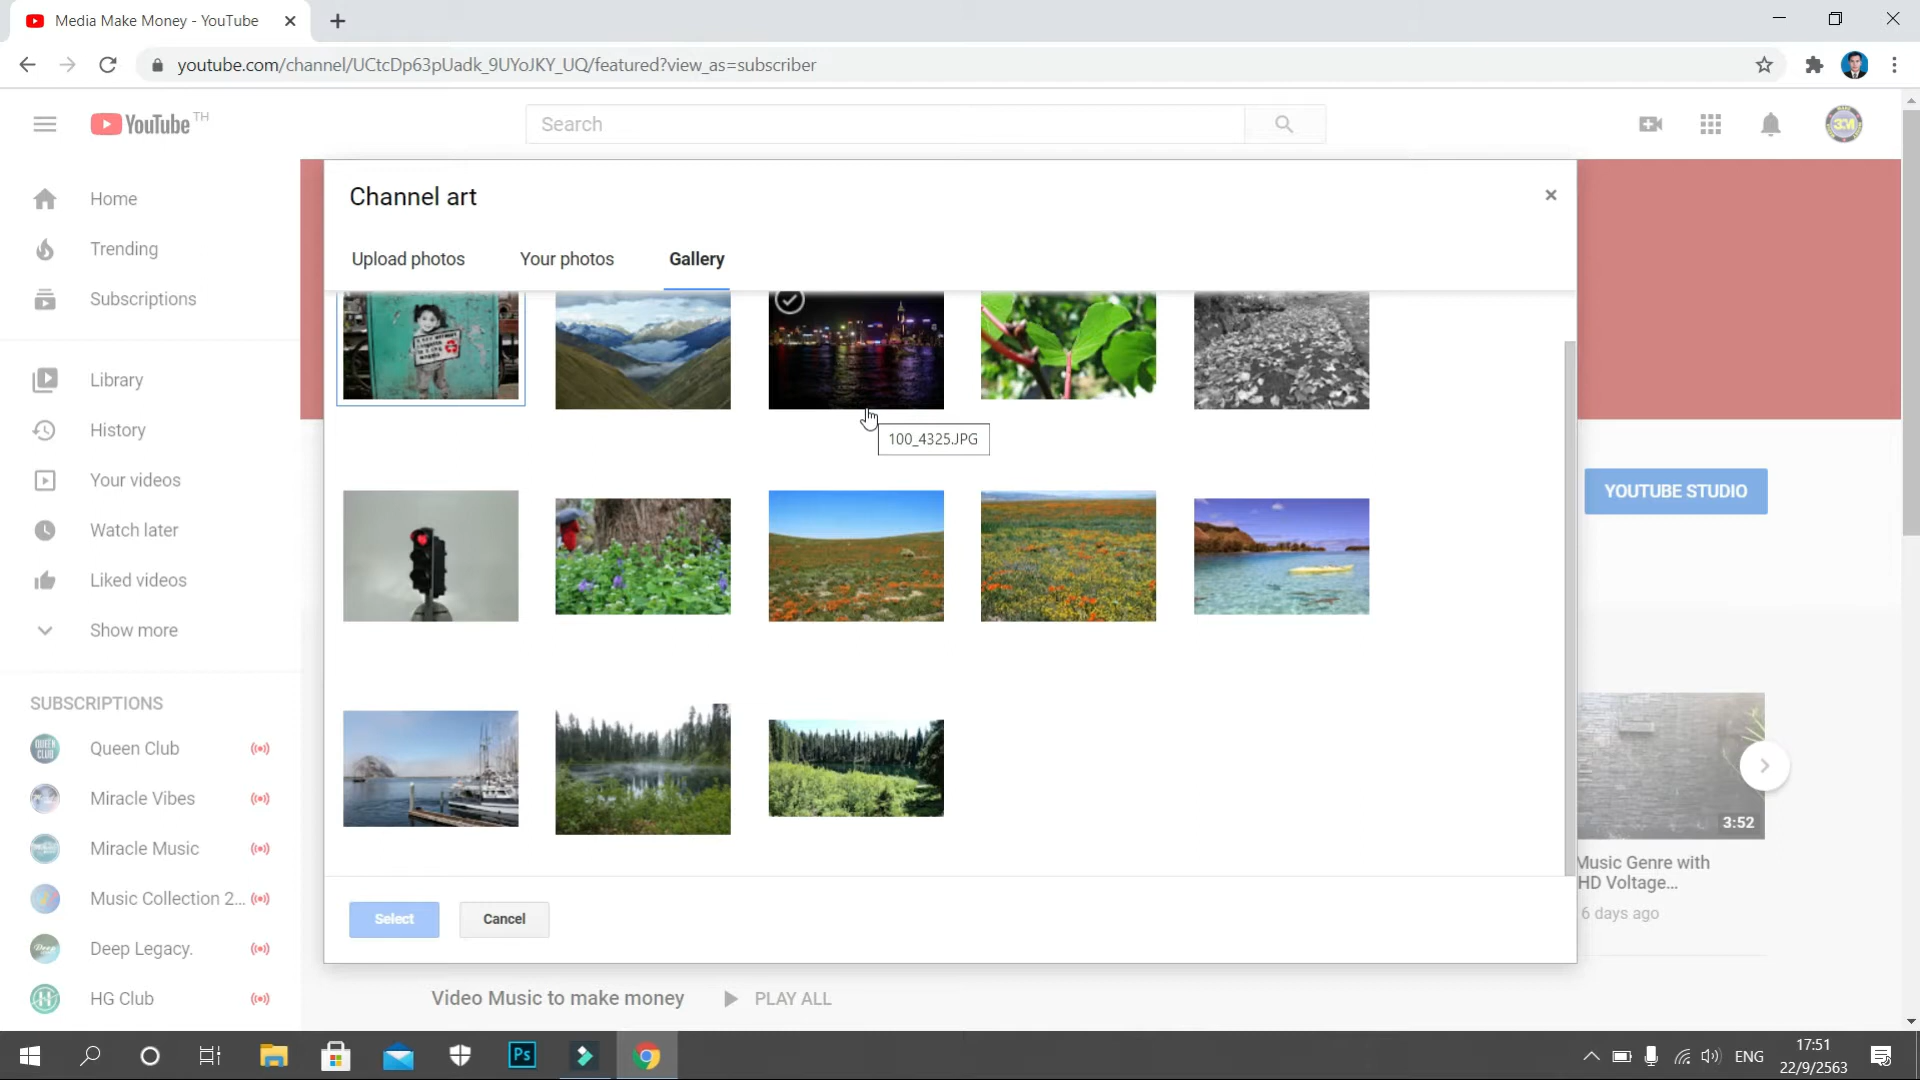 Media Make Money - YouTube
youtube.com/channel/UCtcDp63pUadk_9UYoJKY_UQ/featured?view_as=subscriber
YouTube TH
Search
Home
Trending
Subscriptions
Library
History
Your videos
Watch later
Liked videos
Show more
SUBSCRIPTIONS
Queen Club
Miracle Vibes
Miracle Music
Music Collection 2...
Deep Legacy.
HG Club
Channel art
Upload photos
Your photos
Gallery
100_4325.JPG
Select
Cancel
YOUTUBE STUDIO
3:52
Music Genre with
HD Voltage...
6 days ago
Video Music to make money
PLAY ALL
Ps
ENG
17:51
22/9/2563